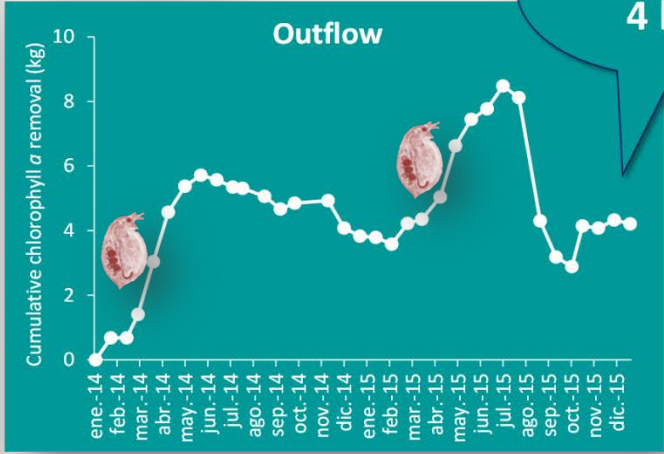 4
Outflow
Cumulative chlorophyll a removal (kg)
10
8
6
4
2
0
ene.-14
feb.-14
mar.-14
abr.-14
may.-14
jun.-14
jul.-14
ago.-14
sep.-14
oct.-14
nov.-14
dic.-14
ene.-15
feb.-15
mar.-15
abr.-15
may.-15
jun.-15
jul.-15
ago.-15
sep.-15
oct.-15
nov.-15
dic.-15